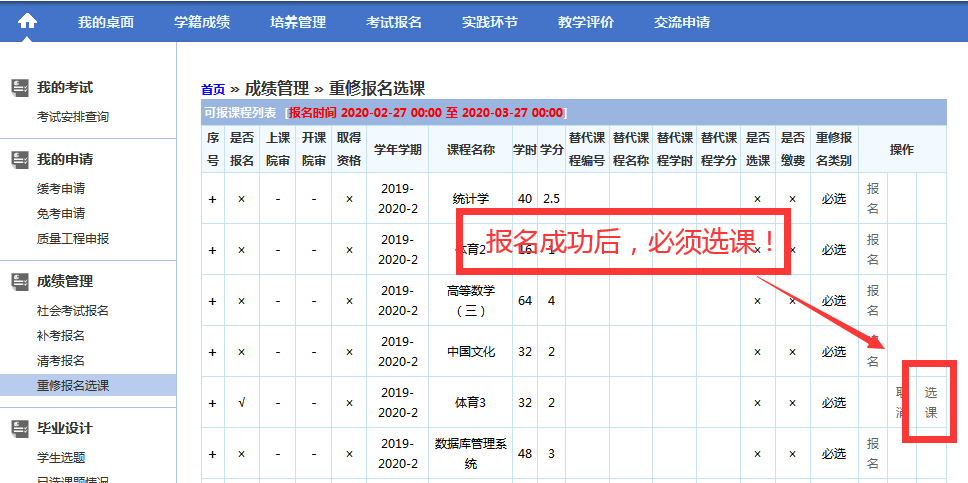 我的桌面 学籍成绩 培养管理 考试报名 实践环节 教学评价 交流申请
我的考试
考试安排查询
我的申请
缓考申请
免考申请
质量工程申报
成绩管理
社会考试报名
补考报名
清考报名
重修报名选课
毕业设计
学生选题
已选课题情况
首页 » 成绩管理 » 重修报名选课
可报课程列表 [报名时间 2020-02-27 00:00 至 2020-03-27 00:00]
序号 是否报名 上课院审 开课院审 取得资格 学年学期 课程名称 学时 学分 替代课程编号 替代课程名称 替代课程学时 替代课程学分 是否选课 是否缴费 重修报名类别 操作
+ × - - × 2019-2020-2 统计学 40 2.5 × × 必选 报名
+ × - - × 2019-2020-2 体育2 16 1 必选 报名
报名成功后，必须选课！
+ × - - × 2019-2020-2 高等数学（三） 64 4 × × 必选 报名
+ × - - × 2019-2020-2 中国文化 32 2 × × 必选 名
+ √ - - × 2019-2020-2 体育3 32 2 × × 必选 取消 选课
+ × - - × 2019-2020-2 数据库管理系统 48 3 × × 必选 报名